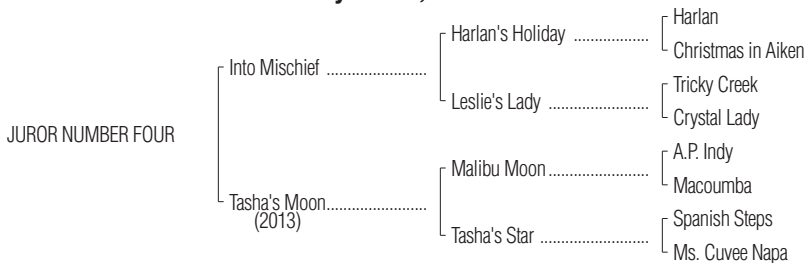 Harlan
Harlan's Holiday ..................
Christmas in Aiken
Into Mischief ........................
Tricky Creek
Leslie's Lady ........................
Crystal Lady
JUROR NUMBER FOUR
A.P. Indy
Malibu Moon ........................
Macoumba
Tasha's Moon........................
(2013)
Spanish Steps
Tasha's Star ..........................
Ms. Cuvee Napa